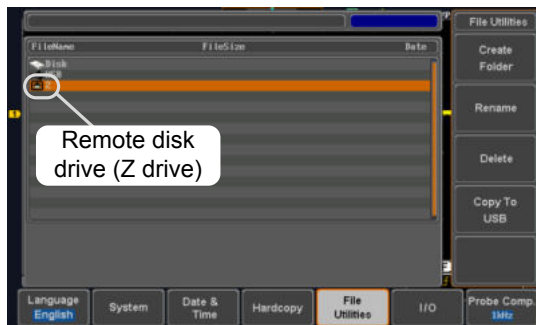 File Utilities
FileName FileSize Date
Disk
USB
Z
Remote disk
drive (Z drive)
Create
Folder
Rename
Delete
Copy To
USB
Language
English
System
Date &
Time
Hardcopy
File
Utilities
I/O
Probe Comp.
1kHz